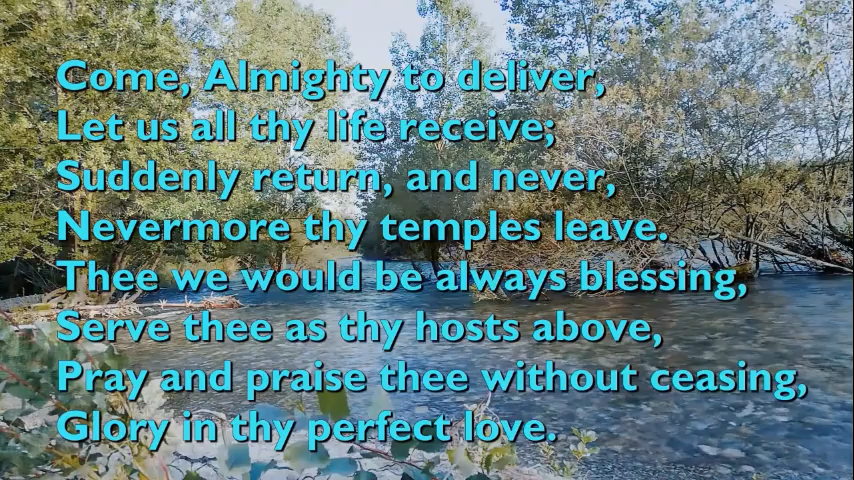 Come, Almighty to deliver,
Let us all thy life receive;
Suddenly return, and never,
Nevermore thy temples leave.
Thee we would be always blessing,
Serve thee as thy hosts above,
Pray and praise thee without ceasing,
Glory in thy perfect love.